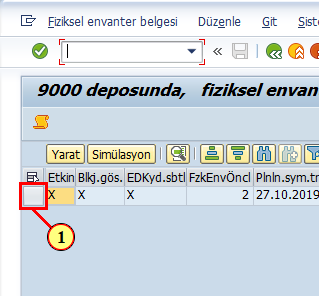 Fiziksel envanter belgesi Düzenle Git Sistem
9000 deposunda, fiziksel envan
Yarat Simülasyon
Etkin Blkj.gös. EDKyd.sbtl FzkEnvÖncl Plnln.sym.tr
X X X 2 27.10.2019
1